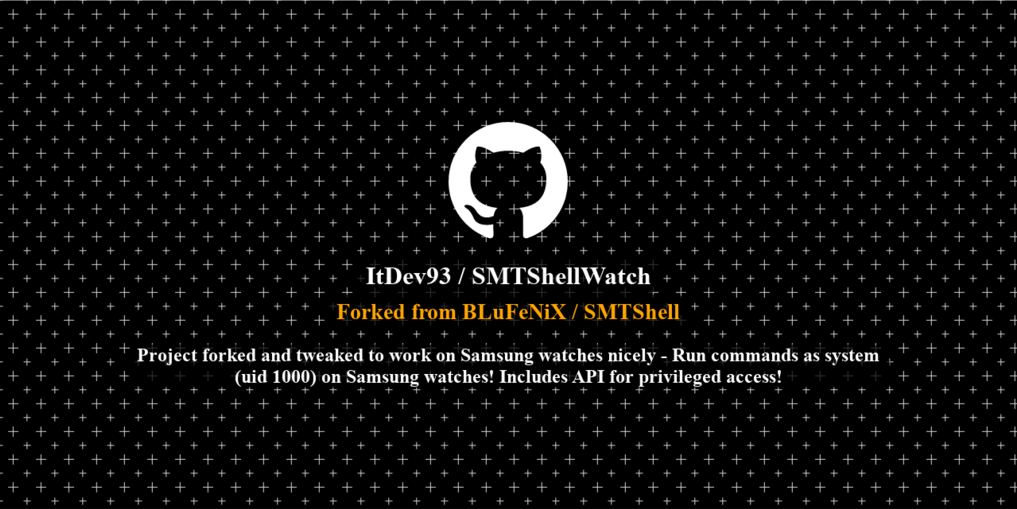 ItDev93 / SMTShellWatch
Forked from BLuFeNiX / SMTShell
Project forked and tweaked to work on Samsung watches nicely - Run commands as system
(uid 1000) on Samsung watches! Includes API for privileged access!